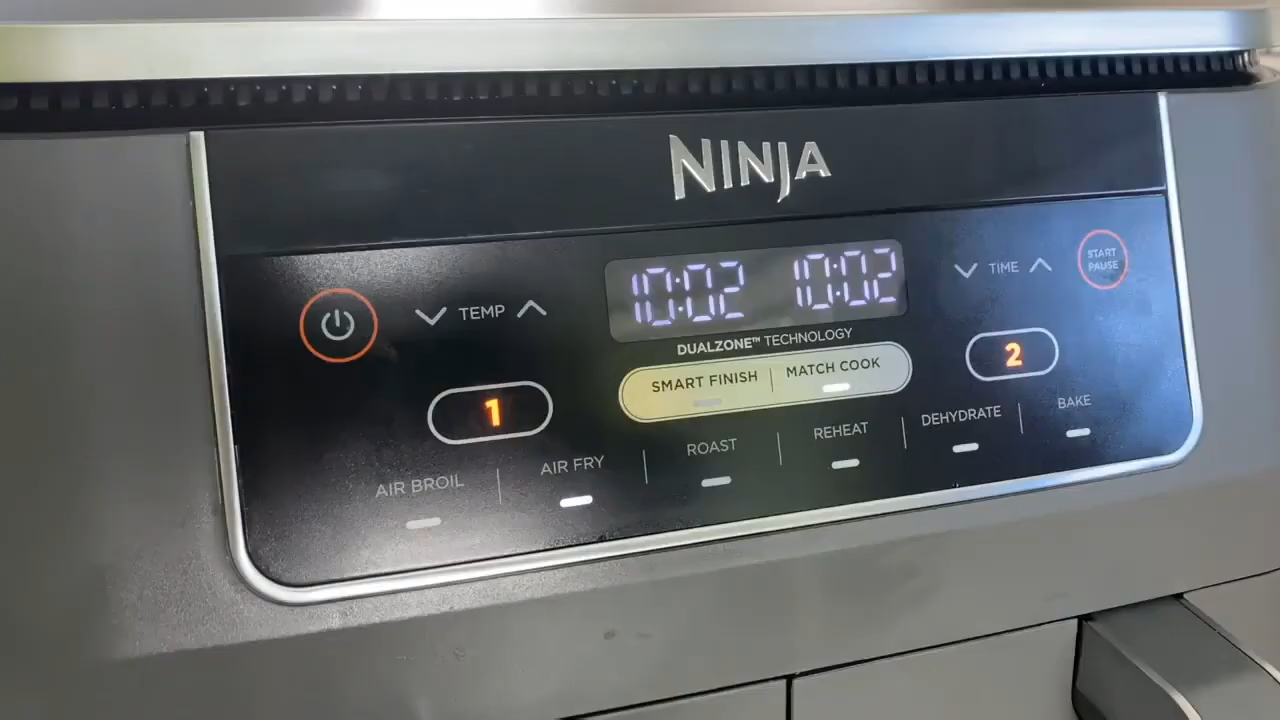 NINJA
10:02 10:02
TEMP
TIME
START
PAUSE
DUALZONE™ TECHNOLOGY
SMART FINISH
MATCH COOK
1
2
AIR BROIL
AIR FRY
ROAST
REHEAT
DEHYDRATE
BAKE